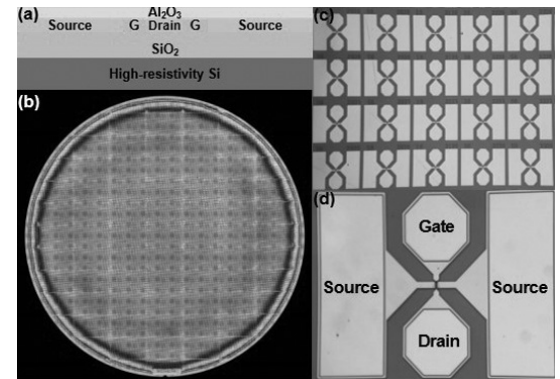 (a)
Al2O3
Source G Drain G Source
SiO2
High-resistivity Si
(b)
(c)
(d)
Gate
Source Source
Drain